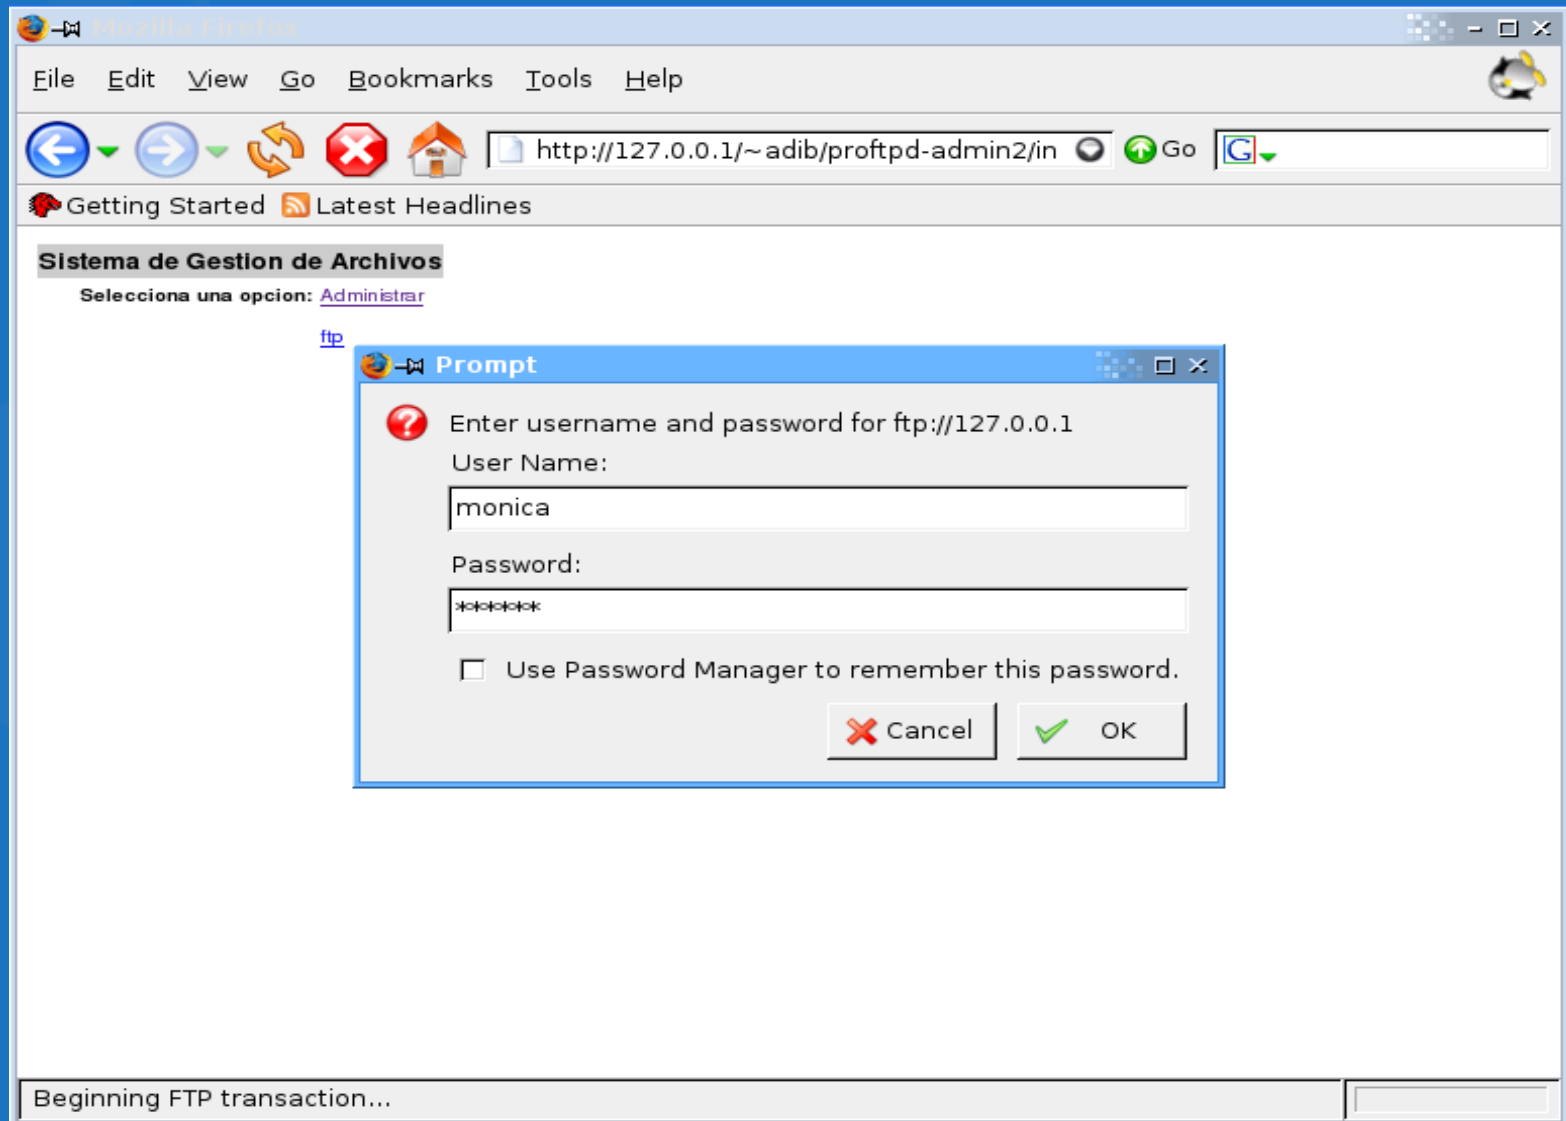 Mozilla Firefox
File Edit View Go Bookmarks Tools Help
http://127.0.0.1/~adib/proftpd-admin2/in Go G
Getting Started Latest Headlines
Sistema de Gestion de Archivos
Selecciona una opcion: Administrar
ftp
Prompt
Enter username and password for ftp://127.0.0.1
User Name:
monica
Password:
******
Use Password Manager to remember this password.
Cancel OK
Beginning FTP transaction...